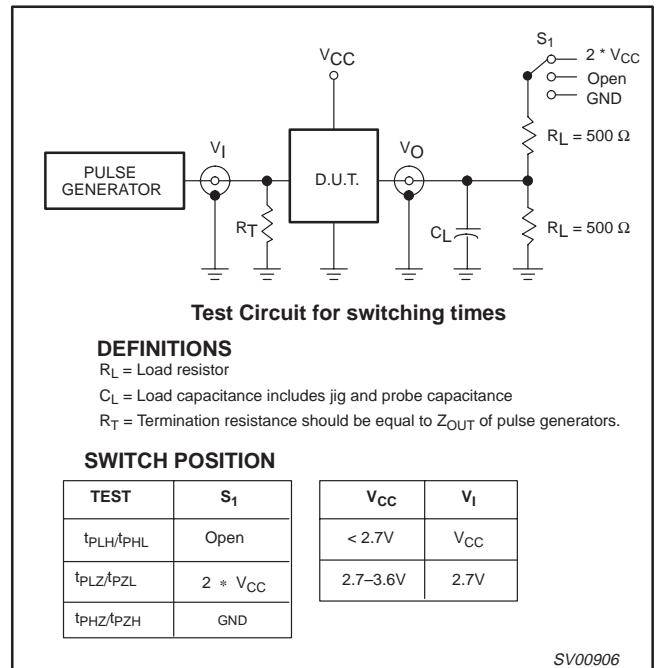 S1
2 * VCC
Open
GND
VCC
RL = 500 Ω
VI
VO
PULSE
GENERATOR
D.U.T.
RT
CL
RL = 500 Ω
Test Circuit for switching times
DEFINITIONS
RL = Load resistor
CL = Load capacitance includes jig and probe capacitance
RT = Termination resistance should be equal to ZOUT of pulse generators.
SWITCH POSITION
TEST S1
tPLH/tPHL Open
tPLZ/tPZL 2 * VCC
tPHZ/tPZH GND
VCC VI
< 2.7V VCC
2.7–3.6V 2.7V
SV00906